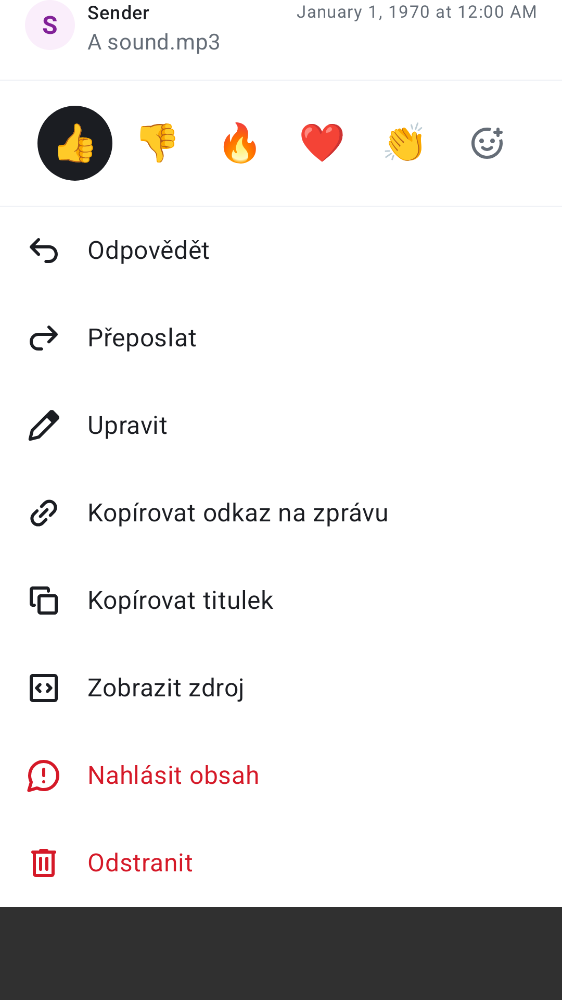 S
Sender
January 1, 1970 at 12:00 AM
A sound.mp3
Odpovědět
Přeposlat
Upravit
Kopírovat odkaz na zprávu
Kopírovat titulek
Zobrazit zdroj
Nahlásit obsah
Odstranit